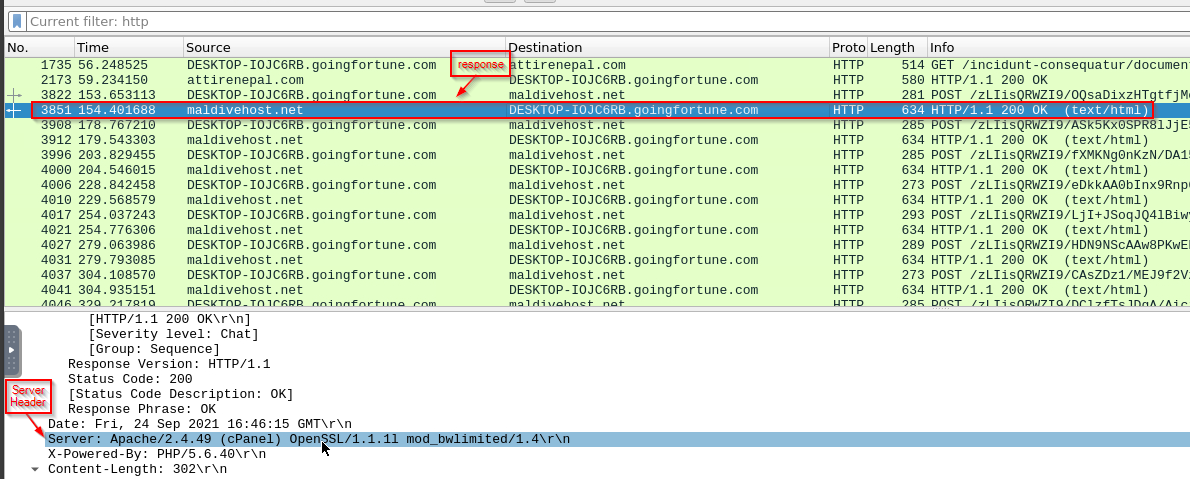 Current filter: http
No. Time Source Destination Proto Length Info
response
1735 56.248525 DESKTOP-IOJC6RB.goingfortune.com attirenepal.com HTTP 514 GET /incident-consequatur/documen
2173 59.234150 attirenepal.com DESKTOP-IOJC6RB.goingfortune.com HTTP 580 HTTP/1.1 200 OK
3822 153.653113 DESKTOP-IOJC6RB.goingfortune.com maldivehost.net HTTP 281 POST /zLIisQRWZI9/OQsaDixzHTgtfjM
3851 154.401688 maldivehost.net DESKTOP-IOJC6RB.goingfortune.com HTTP 634 HTTP/1.1 200 OK (text/html)
3908 178.767210 DESKTOP-IOJC6RB.goingfortune.com maldivehost.net HTTP 285 POST /zLIisQRWZI9/ASk5Kx0SPR8lJjE
3912 179.543303 maldivehost.net DESKTOP-IOJC6RB.goingfortune.com HTTP 634 HTTP/1.1 200 OK (text/html)
3996 203.829455 DESKTOP-IOJC6RB.goingfortune.com maldivehost.net HTTP 285 POST /zLIisQRWZI9/fXMKNg0nKzN/DA1
4000 204.546015 maldivehost.net DESKTOP-IOJC6RB.goingfortune.com HTTP 634 HTTP/1.1 200 OK (text/html)
4006 228.842458 DESKTOP-IOJC6RB.goingfortune.com maldivehost.net HTTP 273 POST /zLIisQRWZI9/eDkkAA0bInx9Rnp
4010 229.568579 maldivehost.net DESKTOP-IOJC6RB.goingfortune.com HTTP 634 HTTP/1.1 200 OK (text/html)
4017 254.037243 DESKTOP-IOJC6RB.goingfortune.com maldivehost.net HTTP 293 POST /zLIisQRWZI9/LjI+JSoqJQ4lBiw
4021 254.776306 maldivehost.net DESKTOP-IOJC6RB.goingfortune.com HTTP 634 HTTP/1.1 200 OK (text/html)
4027 279.063986 DESKTOP-IOJC6RB.goingfortune.com maldivehost.net HTTP 289 POST /zLIisQRWZI9/HDN9NScAAw8PKwE
4031 279.793085 maldivehost.net DESKTOP-IOJC6RB.goingfortune.com HTTP 634 HTTP/1.1 200 OK (text/html)
4037 304.108570 DESKTOP-IOJC6RB.goingfortune.com maldivehost.net HTTP 273 POST /zLIisQRWZI9/CAsZDz1/MEJ9f2V
4041 304.935151 maldivehost.net DESKTOP-IOJC6RB.goingfortune.com HTTP 634 HTTP/1.1 200 OK (text/html)
4046 329.217819 DESKTOP-IOJC6RB.goingfortune.com maldivehost.net HTTP 285 POST
[HTTP/1.1 200 OK\r\n]
[Severity level: Chat]
[Group: Sequence]
Response Version: HTTP/1.1
Status Code: 200
[Status Code Description: OK]
Response Phrase: OK
Server
Header
Date: Fri, 24 Sep 2021 16:46:15 GMT\r\n
Server: Apache/2.4.49 (cPanel) OpenSSL/1.1.1l mod_bwlimited/1.4\r\n
X-Powered-By: PHP/5.6.40\r\n
Content-Length: 302\r\n